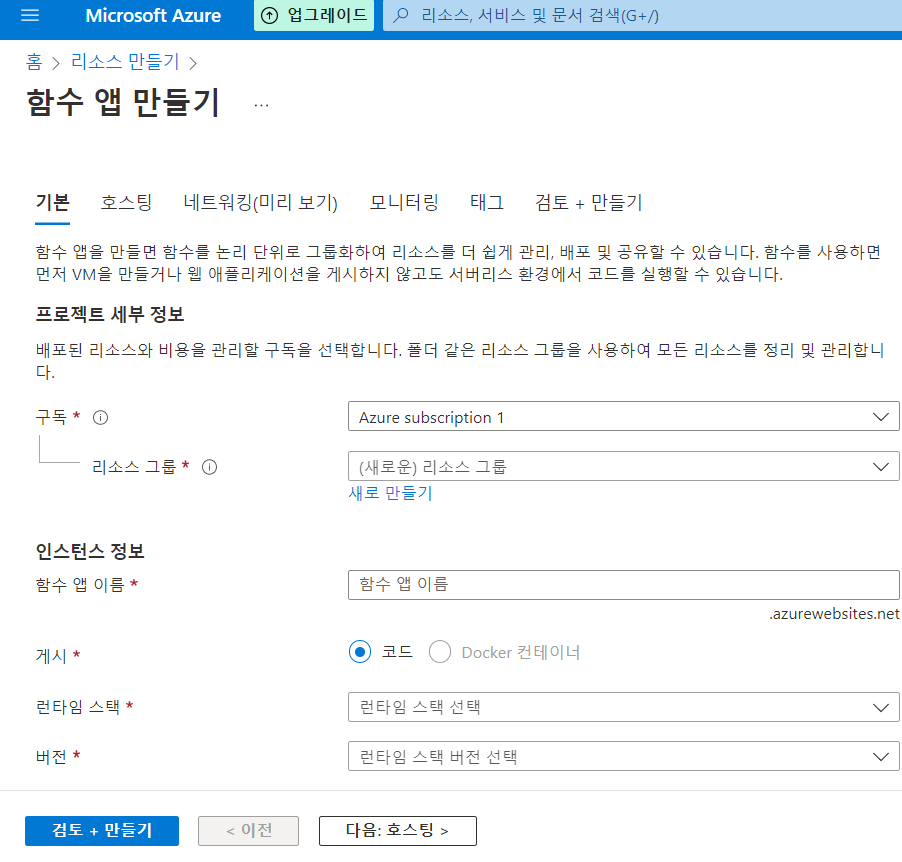 Microsoft Azure
업그레이드
리소스, 서비스 및 문서 검색(G+/)
홈 > 리소스 만들기 >
함수 앱 만들기 ...
기본 호스팅 네트워킹(미리 보기) 모니터링 태그 검토 + 만들기
함수 앱을 만들면 함수를 논리 단위로 그룹화하여 리소스를 더 쉽게 관리, 배포 및 공유할 수 있습니다. 함수를 사용하면
먼저 VM을 만들거나 웹 애플리케이션을 게시하지 않고도 서버리스 환경에서 코드를 실행할 수 있습니다.
프로젝트 세부 정보
배포된 리소스와 비용을 관리할 구독을 선택합니다. 폴더 같은 리소스 그룹을 사용하여 모든 리소스를 정리 및 관리합니
다.
구독 *
Azure subscription 1
리소스 그룹 *
(새로운) 리소스 그룹
새로 만들기
인스턴스 정보
함수 앱 이름 *
함수 앱 이름
.azurewebsites.net
게시 *
코드
Docker 컨테이너
런타임 스택 *
런타임 스택 선택
버전 *
런타임 스택 버전 선택
검토 + 만들기
< 이전
다음: 호스팅 >